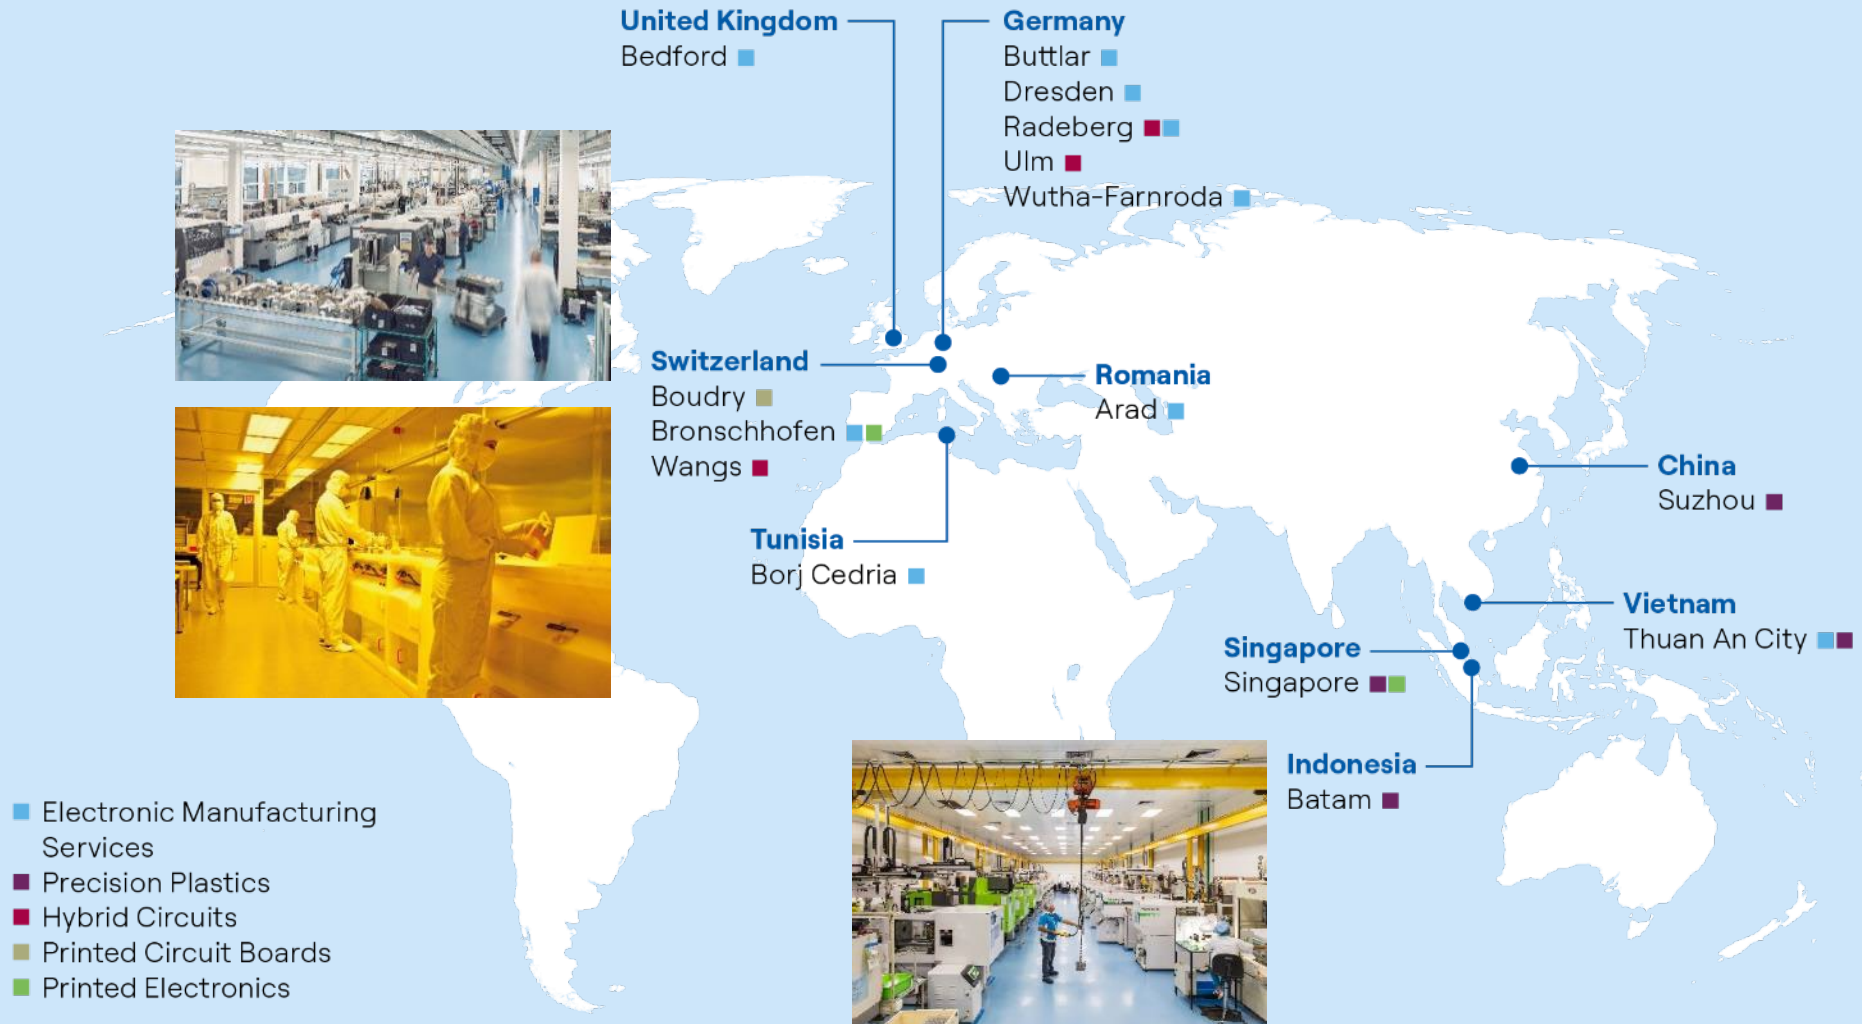 United Kingdom
Bedford
Germany
Buttlar
Dresden
Radeberg
Ulm
Wutha-Farnroda
Switzerland
Boudry
Bronschhofen
Wangs
Romania
Arad
Tunisia
Borj Cedria
China
Suzhou
Vietnam
Thuan An City
Singapore
Singapore
Indonesia
Batam
Electronic Manufacturing
Services
Precision Plastics
Hybrid Circuits
Printed Circuit Boards
Printed Electronics